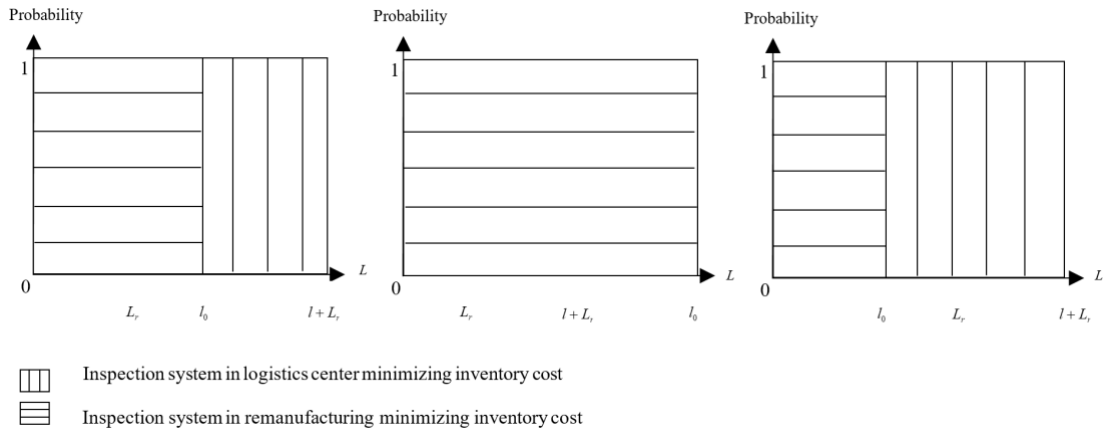 Probability
Probability
Probability
1
1
1
L
L
L
0
0
0
L_r
l_0
l + L_r
L_r
l + L_r
l_0
l_0
L_r
l + L_r
Inspection system in logistics center minimizing inventory cost
Inspection system in remanufacturing minimizing inventory cost